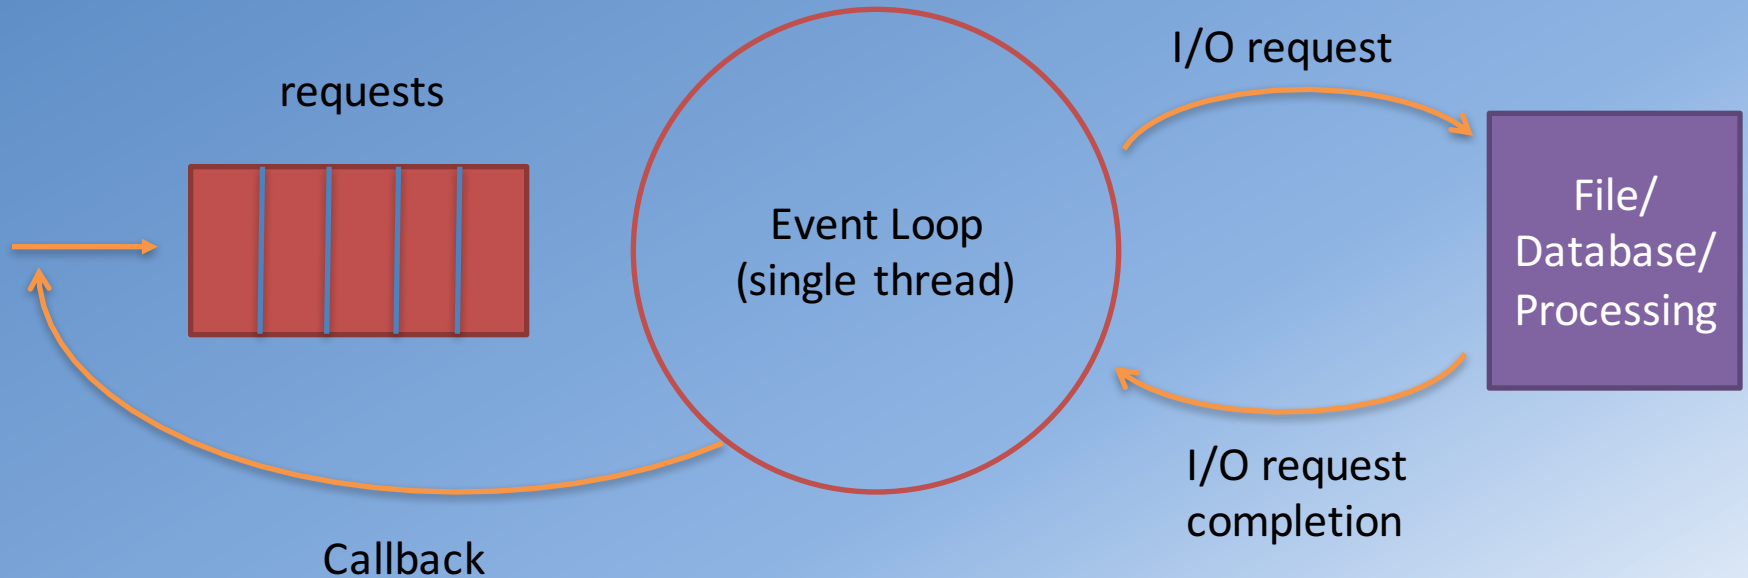 requests
Event Loop
(single thread)
I/O request
File/
Database/
Processing
I/O request
completion
Callback